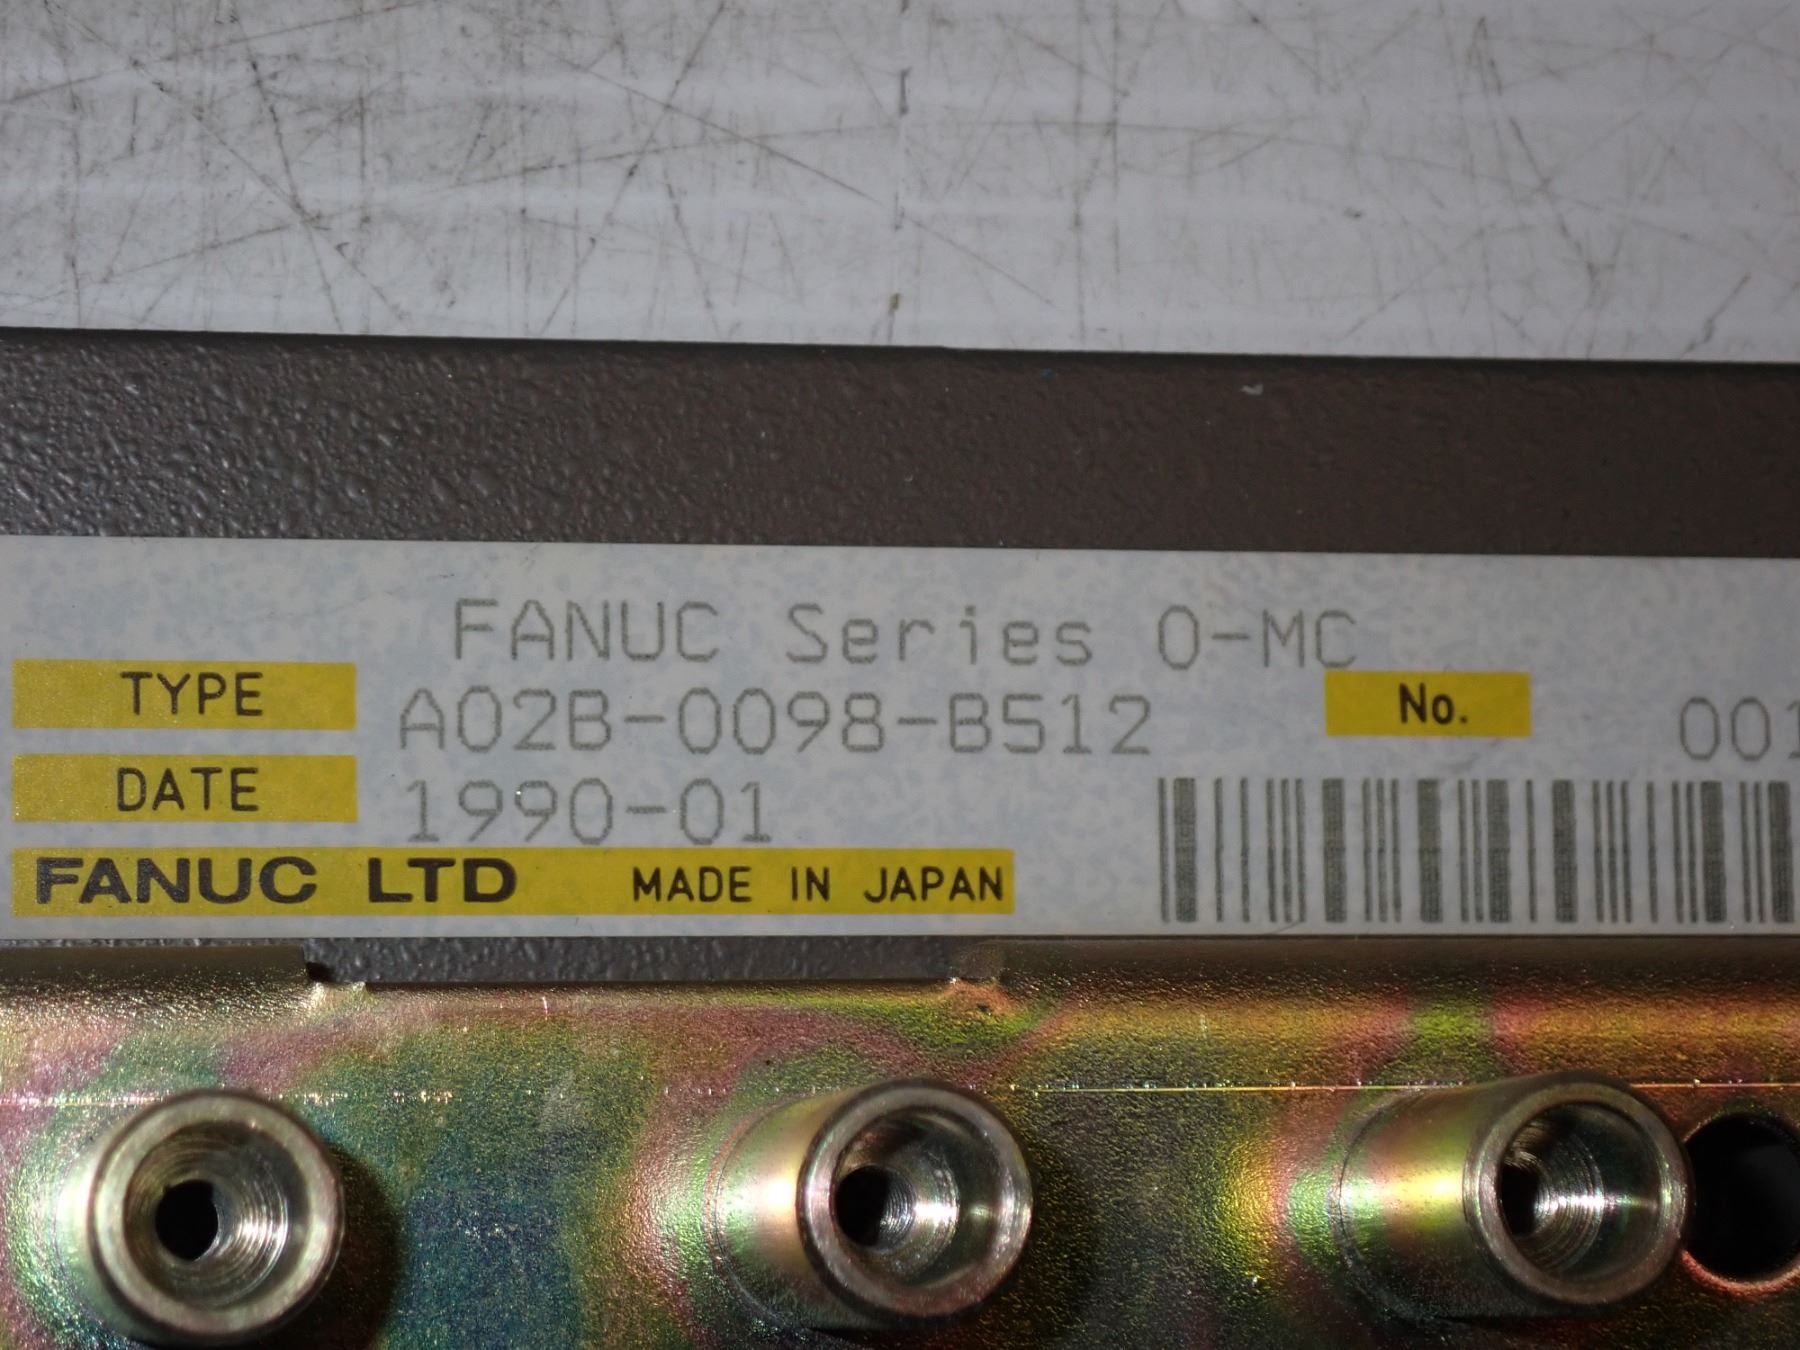 FANUC Series 0-MC
TYPE A02B-0098-B512 No. 001
DATE 1990-01
FANUC LTD MADE IN JAPAN